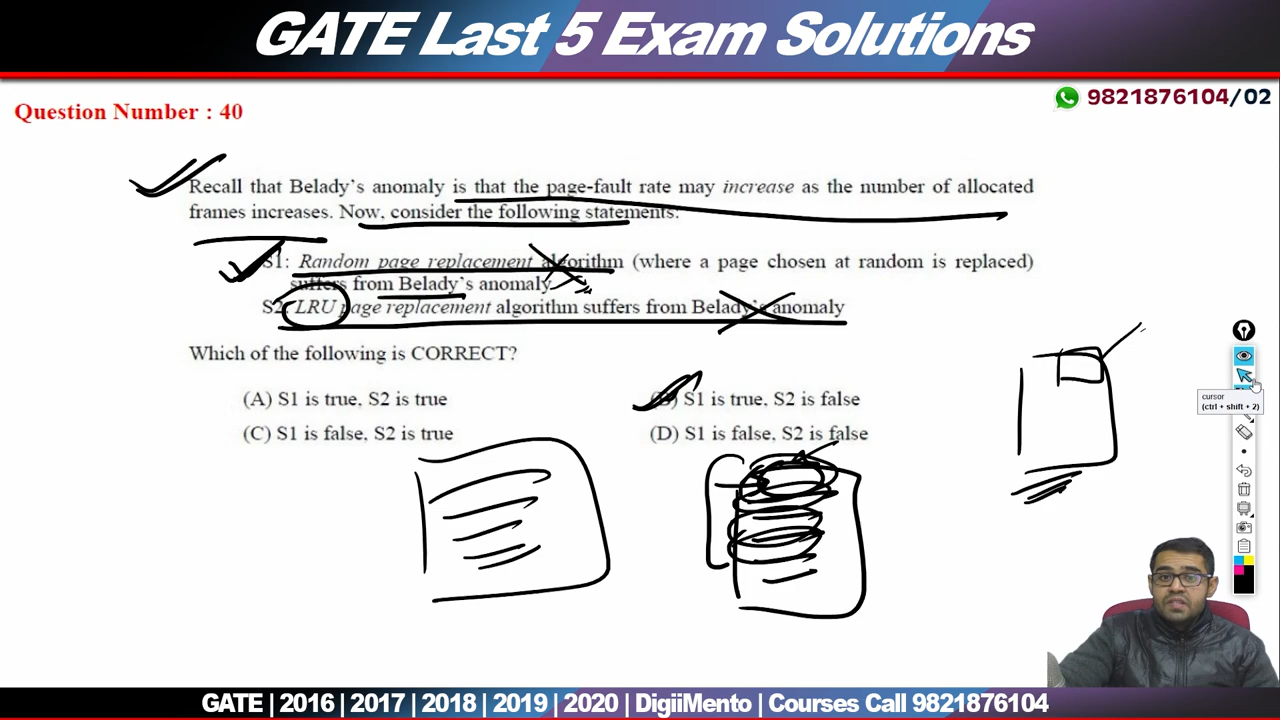 GATE Last 5 Exam Solutions
Question Number : 40
9821876104/02
Recall that Belady's anomaly is that the page-fault rate may increase as the number of allocated
frames increases. Now, consider the following statements:
S1: Random page replacement algorithm (where a page chosen at random is replaced)
suffers from Belady's anomaly
S2: LRU page replacement algorithm suffers from Belady's anomaly
Which of the following is CORRECT?
(A) S1 is true, S2 is true
(B) S1 is true, S2 is false
(C) S1 is false, S2 is true
(D) S1 is false, S2 is false
cursor
(ctrl + shift + 2)
GATE | 2016 | 2017 | 2018 | 2019 | 2020 | DigiiMento | Courses Call 9821876104